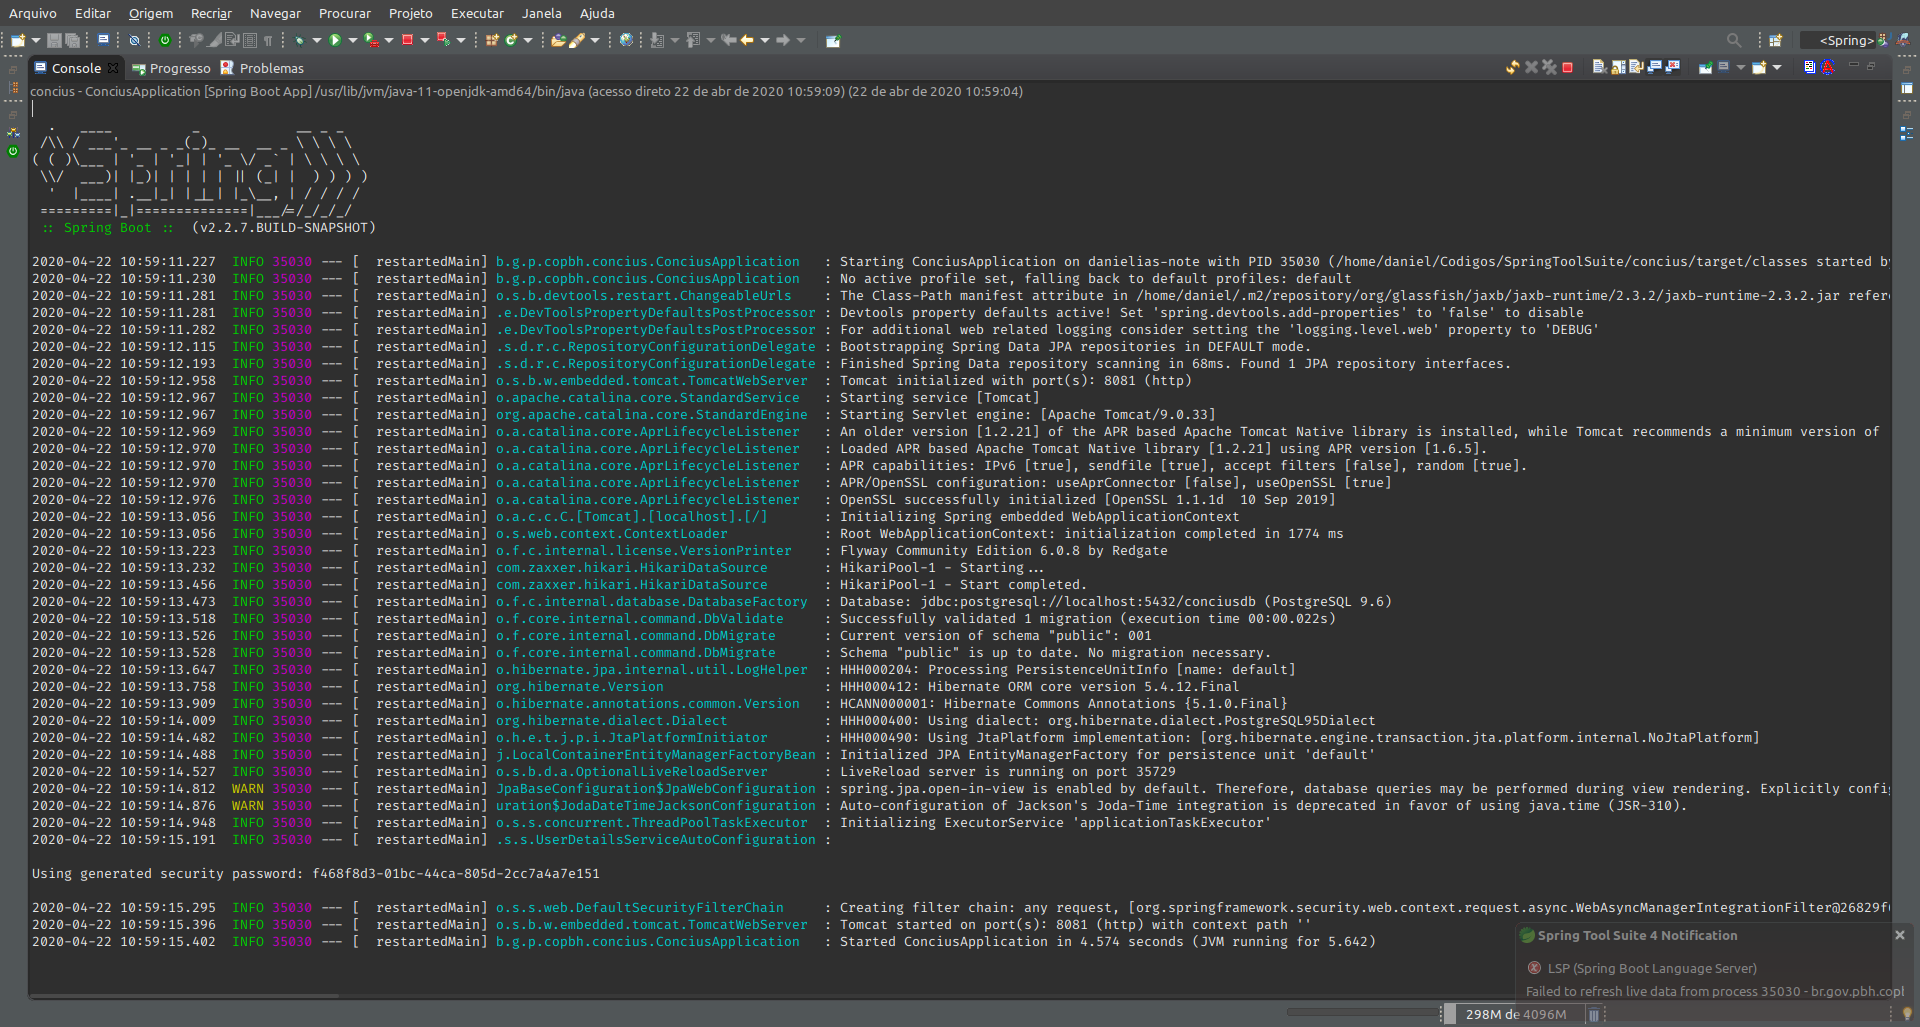 Arquivo Editar Origem Recriar Navegar Procurar Projeto Executar Janela Ajuda
<Spring>
Console Progresso Problemas
concius - ConciusApplication [Spring Boot App] /usr/lib/jvm/java-11-openjdk-amd64/bin/java (acesso direto 22 de abr de 2020 10:59:09) (22 de abr de 2020 10:59:04)
:: Spring Boot :: (v2.2.7.BUILD-SNAPSHOT)
2020-04-22 10:59:11.227 INFO 35030 --- [ restartedMain] b.g.p.copbh.concius.ConciusApplication : Starting ConciusApplication on danielias-note with PID 35030 (/home/daniel/Codigos/SpringToolSuite/concius/target/classes started by
2020-04-22 10:59:11.230 INFO 35030 --- [ restartedMain] b.g.p.copbh.concius.ConciusApplication : No active profile set, falling back to default profiles: default
2020-04-22 10:59:11.281 INFO 35030 --- [ restartedMain] o.s.b.devtools.restart.ChangeableUrls : The Class-Path manifest attribute in /home/daniel/.m2/repository/org/glassfish/jaxb/jaxb-runtime/2.3.2/jaxb-runtime-2.3.2.jar refere
2020-04-22 10:59:11.281 INFO 35030 --- [ restartedMain] .e.DevToolsPropertyDefaultsPostProcessor : Devtools property defaults active! Set 'spring.devtools.add-properties' to 'false' to disable
2020-04-22 10:59:11.282 INFO 35030 --- [ restartedMain] .e.DevToolsPropertyDefaultsPostProcessor : For additional web related logging consider setting the 'logging.level.web' property to 'DEBUG'
2020-04-22 10:59:12.115 INFO 35030 --- [ restartedMain] .s.d.r.c.RepositoryConfigurationDelegate : Bootstrapping Spring Data JPA repositories in DEFAULT mode.
2020-04-22 10:59:12.193 INFO 35030 --- [ restartedMain] .s.d.r.c.RepositoryConfigurationDelegate : Finished Spring Data repository scanning in 68ms. Found 1 JPA repository interfaces.
2020-04-22 10:59:12.958 INFO 35030 --- [ restartedMain] o.s.b.w.embedded.tomcat.TomcatWebServer : Tomcat initialized with port(s): 8081 (http)
2020-04-22 10:59:12.967 INFO 35030 --- [ restartedMain] o.apache.catalina.core.StandardService : Starting service [Tomcat]
2020-04-22 10:59:12.967 INFO 35030 --- [ restartedMain] org.apache.catalina.core.StandardEngine : Starting Servlet engine: [Apache Tomcat/9.0.33]
2020-04-22 10:59:12.969 INFO 35030 --- [ restartedMain] o.a.catalina.core.AprLifecycleListener : An older version [1.2.21] of the APR based Apache Tomcat Native library is installed, while Tomcat recommends a minimum version of
2020-04-22 10:59:12.970 INFO 35030 --- [ restartedMain] o.a.catalina.core.AprLifecycleListener : Loaded APR based Apache Tomcat Native library [1.2.21] using APR version [1.6.5].
2020-04-22 10:59:12.970 INFO 35030 --- [ restartedMain] o.a.catalina.core.AprLifecycleListener : APR capabilities: IPv6 [true], sendfile [true], accept filters [false], random [true].
2020-04-22 10:59:12.970 INFO 35030 --- [ restartedMain] o.a.catalina.core.AprLifecycleListener : APR/OpenSSL configuration: useAprConnector [false], useOpenSSL [true]
2020-04-22 10:59:12.976 INFO 35030 --- [ restartedMain] o.a.catalina.core.AprLifecycleListener : OpenSSL successfully initialized [OpenSSL 1.1.1d 10 Sep 2019]
2020-04-22 10:59:13.056 INFO 35030 --- [ restartedMain] o.a.c.c.C.[Tomcat].[localhost].[/] : Initializing Spring embedded WebApplicationContext
2020-04-22 10:59:13.056 INFO 35030 --- [ restartedMain] o.s.web.context.ContextLoader : Root WebApplicationContext: initialization completed in 1774 ms
2020-04-22 10:59:13.223 INFO 35030 --- [ restartedMain] o.f.c.internal.license.VersionPrinter : Flyway Community Edition 6.0.8 by Redgate
2020-04-22 10:59:13.232 INFO 35030 --- [ restartedMain] com.zaxxer.hikari.HikariDataSource : HikariPool-1 - Starting...
2020-04-22 10:59:13.456 INFO 35030 --- [ restartedMain] com.zaxxer.hikari.HikariDataSource : HikariPool-1 - Start completed.
2020-04-22 10:59:13.473 INFO 35030 --- [ restartedMain] o.f.c.internal.database.DatabaseFactory : Database: jdbc:postgresql://localhost:5432/conciusdb (PostgreSQL 9.6)
2020-04-22 10:59:13.518 INFO 35030 --- [ restartedMain] o.f.core.internal.command.DbValidate : Successfully validated 1 migration (execution time 00:00.022s)
2020-04-22 10:59:13.526 INFO 35030 --- [ restartedMain] o.f.core.internal.command.DbMigrate : Current version of schema "public": 001
2020-04-22 10:59:13.528 INFO 35030 --- [ restartedMain] o.f.core.internal.command.DbMigrate : Schema "public" is up to date. No migration necessary.
2020-04-22 10:59:13.647 INFO 35030 --- [ restartedMain] o.hibernate.jpa.internal.util.LogHelper : HHH000204: Processing PersistenceUnitInfo [name: default]
2020-04-22 10:59:13.758 INFO 35030 --- [ restartedMain] org.hibernate.Version : HHH000412: Hibernate ORM core version 5.4.12.Final
2020-04-22 10:59:13.909 INFO 35030 --- [ restartedMain] o.hibernate.annotations.common.Version : HCANN000001: Hibernate Commons Annotations {5.1.0.Final}
2020-04-22 10:59:14.009 INFO 35030 --- [ restartedMain] org.hibernate.dialect.Dialect : HHH000400: Using dialect: org.hibernate.dialect.PostgreSQL95Dialect
2020-04-22 10:59:14.482 INFO 35030 --- [ restartedMain] o.h.e.t.j.p.i.JtaPlatformInitiator : HHH000490: Using JtaPlatform implementation: [org.hibernate.engine.transaction.jta.platform.internal.NoJtaPlatform]
2020-04-22 10:59:14.488 INFO 35030 --- [ restartedMain] j.LocalContainerEntityManagerFactoryBean : Initialized JPA EntityManagerFactory for persistence unit 'default'
2020-04-22 10:59:14.527 INFO 35030 --- [ restartedMain] o.s.b.d.a.OptionalLiveReloadServer : LiveReload server is running on port 35729
2020-04-22 10:59:14.812 WARN 35030 --- [ restartedMain] JpaBaseConfiguration$JpaWebConfiguration : spring.jpa.open-in-view is enabled by default. Therefore, database queries may be performed during view rendering. Explicitly config
2020-04-22 10:59:14.876 WARN 35030 --- [ restartedMain] uration$JodaDateTimeJacksonConfiguration : Auto-configuration of Jackson's Joda-Time integration is deprecated in favor of using java.time (JSR-310).
2020-04-22 10:59:14.948 INFO 35030 --- [ restartedMain] o.s.s.concurrent.ThreadPoolTaskExecutor : Initializing ExecutorService 'applicationTaskExecutor'
2020-04-22 10:59:15.191 INFO 35030 --- [ restartedMain] .s.s.UserDetailsServiceAutoConfiguration :
Using generated security password: f468f8d3-01bc-44ca-805d-2cc7a4a7e151
2020-04-22 10:59:15.295 INFO 35030 --- [ restartedMain] o.s.s.web.DefaultSecurityFilterChain : Creating filter chain: any request, [org.springframework.security.web.context.request.async.WebAsyncManagerIntegrationFilter@26829f
2020-04-22 10:59:15.396 INFO 35030 --- [ restartedMain] o.s.b.w.embedded.tomcat.TomcatWebServer : Tomcat started on port(s): 8081 (http) with context path ''
2020-04-22 10:59:15.402 INFO 35030 --- [ restartedMain] b.g.p.copbh.concius.ConciusApplication : Started ConciusApplication in 4.574 seconds (JVM running for 5.642)
Spring Tool Suite 4 Notification
LSP (Spring Boot Language Server)
Failed to refresh live data from process 35030 - br.gov.pbh.copl
298M de 4096M